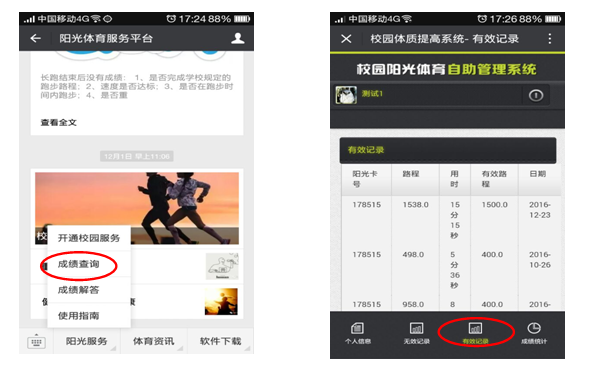 中国移动4G 17:24 88%
阳光体育服务平台
长跑结束后没有成绩： 1、是否完成学校规定的
跑步路程；2、速度是否达标；3、是否在跑步时
间内跑步；4、是否重
查看全文
12月1日 早上11:06
校
开通校园服务
成绩查询
成绩解答
使用指南
康
阳光服务 体育资讯 软件下载
中国移动4G 17:26 88%
校园体质提高系统- 有效记录
校园阳光体育自助管理系统
测试1
有效记录
阳光卡号 路程 用时 有效路程 日期
178515 1538.0 15分15秒 1500.0 2016-12-23
178515 498.0 5分36秒 400.0 2016-10-26
178515 958.0 8 400.0 2016-
个人信息 无效记录 有效记录 成绩统计